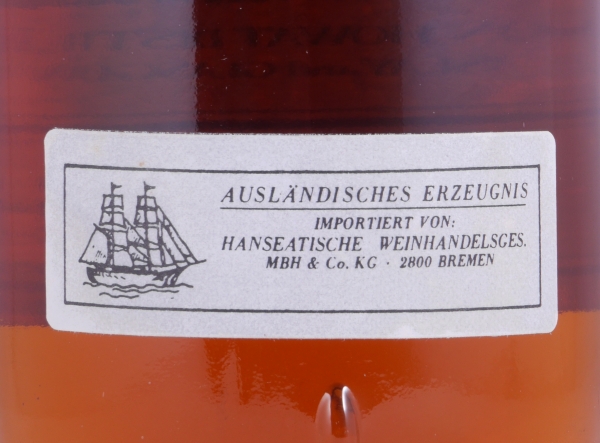 AUSLÄNDISCHES ERZEUGNIS
IMPORTIERT VON:
HANSEATISCHE WEINHANDELSGES.
MBH & Co. KG · 2800 BREMEN